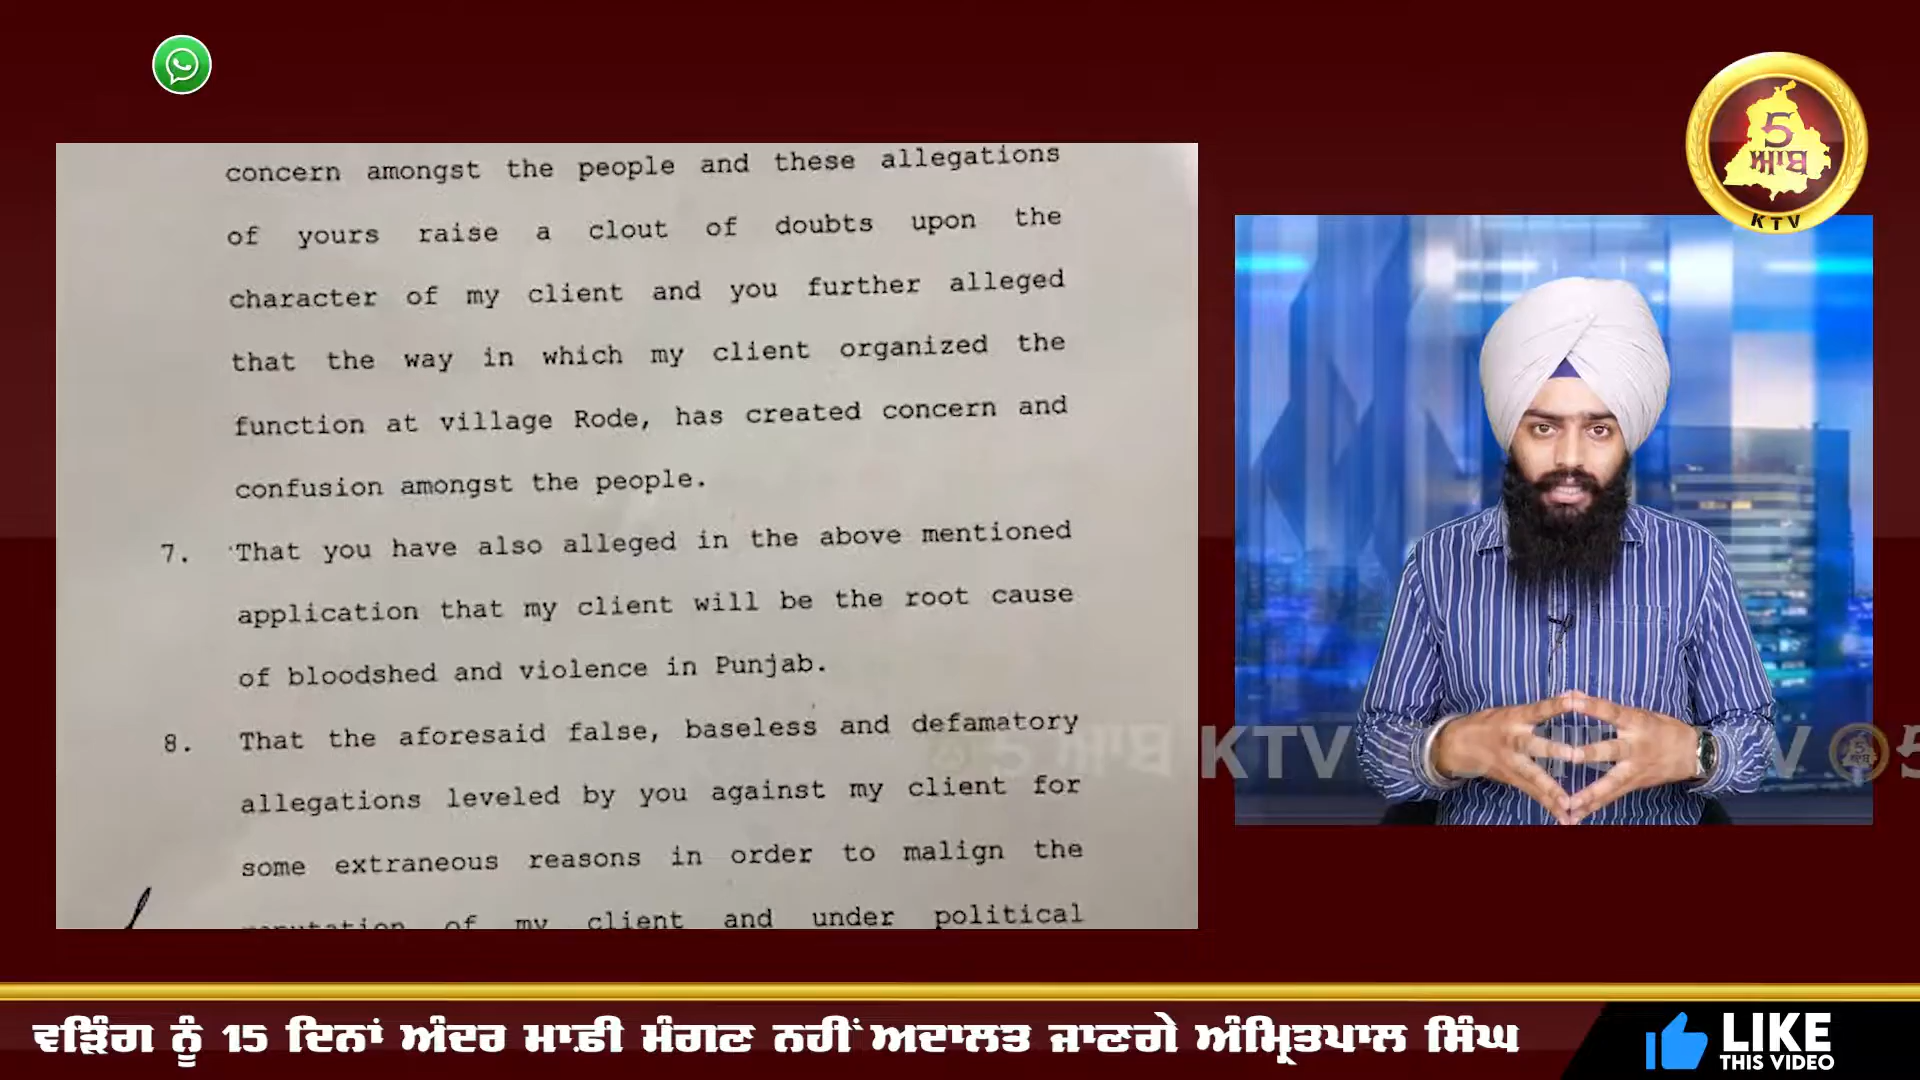 concern amongst the people and these allegations
of yours raise a clout of doubts upon the
character of my client and you further alleged
that the way in which my client organized the
function at village Rode, has created concern and
confusion amongst the people.
7. That you have also alleged in the above mentioned
application that my client will be the root cause
of bloodshed and violence in Punjab.
8. That the aforesaid false, baseless and defamatory
allegations leveled by you against my client for
some extraneous reasons in order to malign the
reputation of my client and under political
5
ਆਬ
KTV
5 ਆਬ KTV
ਵੜਿੰਗ ਨੂੰ 15 ਦਿਨਾਂ ਅੰਦਰ ਮਾਫ਼ੀ ਮੰਗਣ ਨਹੀਂ ਅਦਾਲਤ ਜਾਣਗੇ ਅੰਮ੍ਰਿਤਪਾਲ ਸਿੰਘ
LIKE
THIS VIDEO